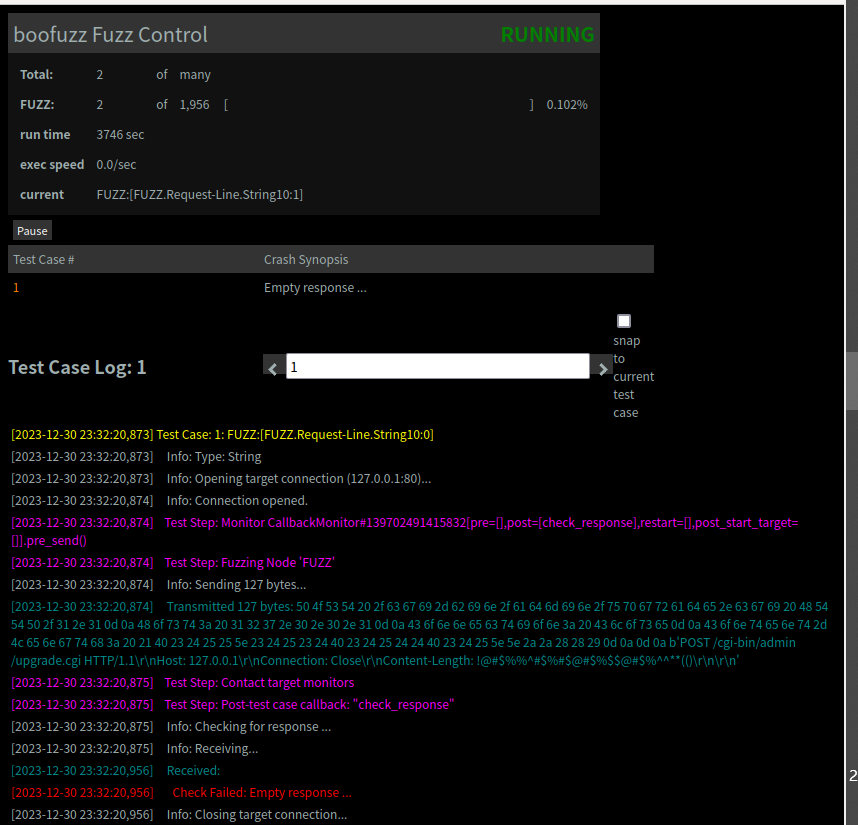 boofuzz Fuzz Control RUNNING
Total: 2 of many
FUZZ: 2 of 1,956 [ ] 0.102%
run time 3746 sec
exec speed 0.0/sec
current FUZZ:[FUZZ.Request-Line.String10:1]
Pause
Test Case # Crash Synopsis
1 Empty response ...
Test Case Log: 1
1
snap
to
current
test
case
[2023-12-30 23:32:20,873] Test Case: 1: FUZZ:[FUZZ.Request-Line.String10:0]
[2023-12-30 23:32:20,873] Info: Type: String
[2023-12-30 23:32:20,873] Info: Opening target connection (127.0.0.1:80)...
[2023-12-30 23:32:20,874] Info: Connection opened.
[2023-12-30 23:32:20,874] Test Step: Monitor CallbackMonitor#139702491415832[pre=[],post=[check_response],restart=[],post_start_target=
[]].pre_send()
[2023-12-30 23:32:20,874] Test Step: Fuzzing Node 'FUZZ'
[2023-12-30 23:32:20,874] Info: Sending 127 bytes...
[2023-12-30 23:32:20,874] Transmitted 127 bytes: 50 4f 53 54 20 2f 63 67 69 2d 62 69 6e 2f 61 64 6d 69 6e 2f 75 70 67 72 61 64 65 2e 63 67 69 20 48 54
54 50 2f 31 2e 31 0d 0a 48 6f 73 74 3a 20 31 32 37 2e 30 2e 30 2e 31 0d 0a 43 6f 6e 6e 65 63 74 69 6f 6e 3a 20 43 6c 6f 73 65 0d 0a 43 6f 6e 74 65 6e 74 2d
4c 65 6e 67 74 68 3a 20 21 40 23 24 25 25 5e 23 24 25 23 24 40 23 24 25 24 24 40 23 24 25 5e 5e 2a 2a 28 28 29 0d 0a 0d 0a b'POST /cgi-bin/admin
/upgrade.cgi HTTP/1.1\r\nHost: 127.0.0.1\r\nConnection: Close\r\nContent-Length: !@#$%%^#$%#$@#$%$$@#$%^^**(()\r\n\r\n'
[2023-12-30 23:32:20,875] Test Step: Contact target monitors
[2023-12-30 23:32:20,875] Test Step: Post-test case callback: "check_response"
[2023-12-30 23:32:20,875] Info: Checking for response ...
[2023-12-30 23:32:20,875] Info: Receiving...
[2023-12-30 23:32:20,956] Received:
[2023-12-30 23:32:20,956] Check Failed: Empty response ...
[2023-12-30 23:32:20,956] Info: Closing target connection...
2